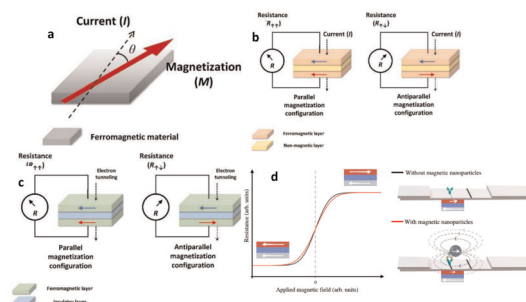 a
Current (I)
θ
Magnetization
(M)
Ferromagnetic material
b
Resistance
R↑↑)
Current (I)
R
Parallel
magnetization
configuration
Resistance
(R↑↓)
Current (I)
R
Antiparallel
magnetization
configuration
Ferromagnetic layer
Non-magnetic layer
c
Resistance
Electron
tunneling
R
Parallel
magnetization
configuration
Resistance
(R↑↓)
Electron
tunneling
R
Antiparallel
magnetization
configuration
Ferromagnetic layer
d
Resistance (arb. units)
0
Applied magnetic field (arb. units)
Without magnetic nanoparticles
With magnetic nanoparticles